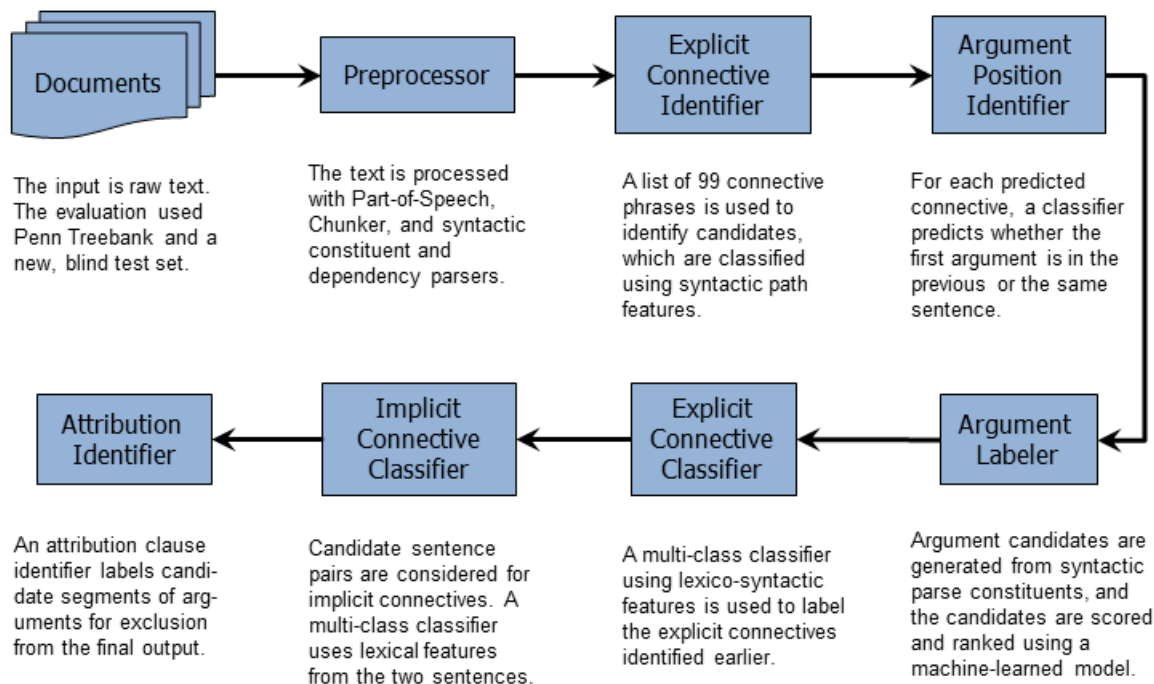 Documents
Preprocessor
Explicit
Connective
Identifier
Argument
Position
Identifier
The input is raw text.
The evaluation used
Penn Treebank and a
new, blind test set.
The text is processed
with Part-of-Speech,
Chunker, and syntactic
constituent and
dependency parsers.
A list of 99 connective
phrases is used to
identify candidates,
which are classified
using syntactic path
features.
For each predicted
connective, a classifier
predicts whether the
first argument is in the
previous or the same
sentence.
Attribution
Identifier
Implicit
Connective
Classifier
Explicit
Connective
Classifier
Argument
Labeler
An attribution clause
identifier labels candi-
date segments of arg-
uments for exclusion
from the final output.
Candidate sentence
pairs are considered for
implicit connectives. A
multi-class classifier
uses lexical features
from the two sentences.
A multi-class classifier
using lexico-syntactic
features is used to label
the explicit connectives
identified earlier.
Argument candidates are
generated from syntactic
parse constituents, and
the candidates are scored
and ranked using a
machine-learned model.